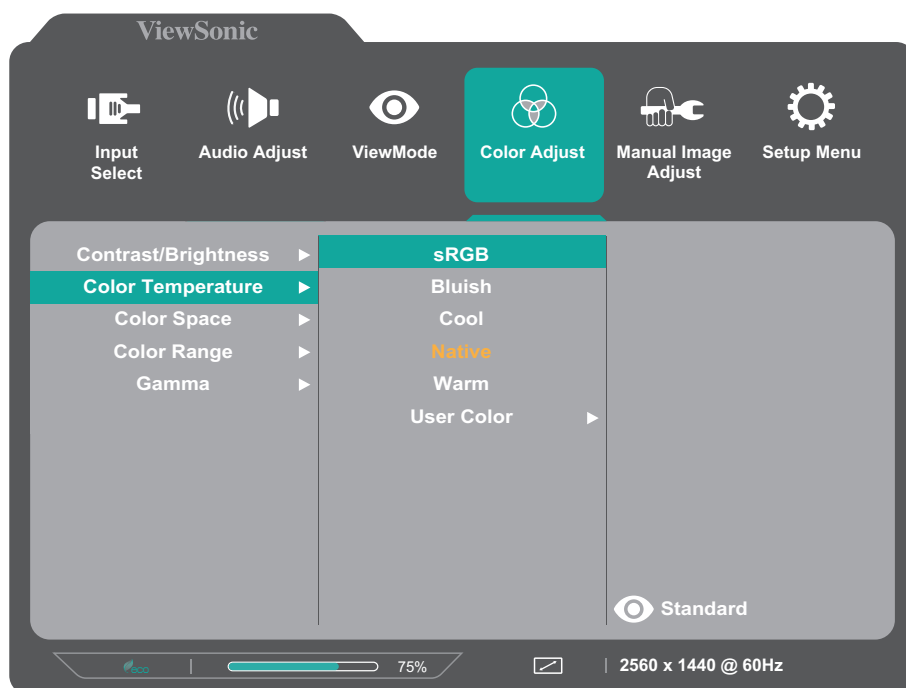 ViewSonic
Input
Select
Audio Adjust
ViewMode
Color Adjust
Manual Image
Adjust
Setup Menu
Contrast/Brightness
Color Temperature
Color Space
Color Range
Gamma
sRGB
Bluish
Cool
Native
Warm
User Color
Standard
eco
75%
2560 x 1440 @ 60Hz